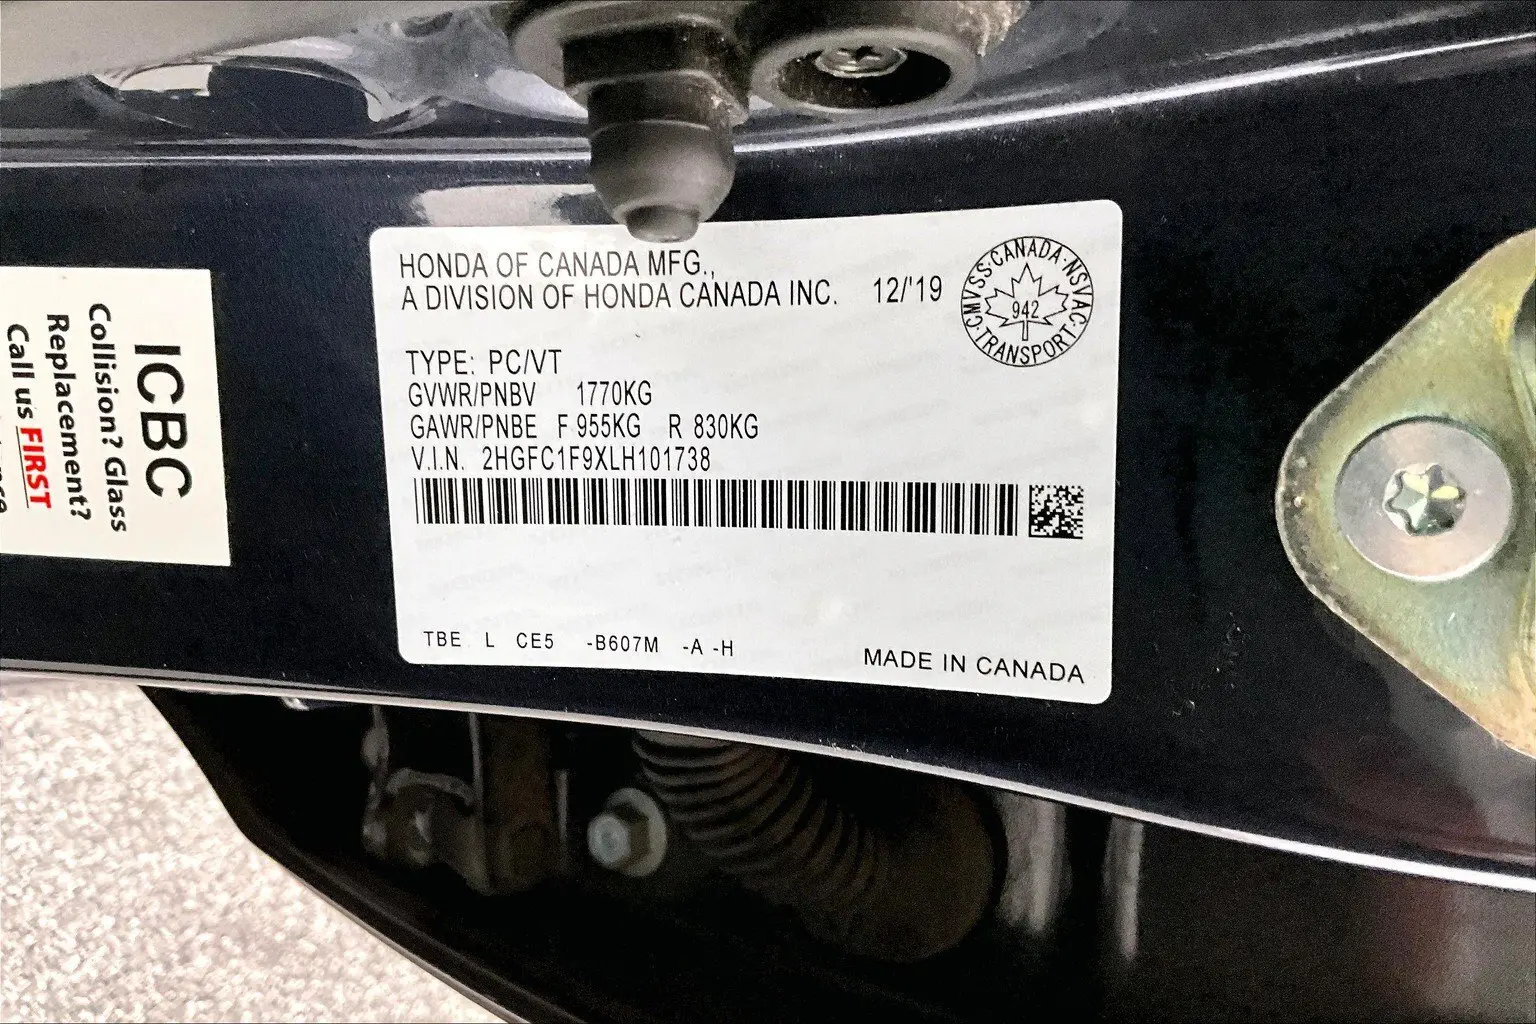 HONDA OF CANADA MFG.,
A DIVISION OF HONDA CANADA INC. 12/'19
CMVSS·CANADA·NSVAC·TRANSPORT
942
TYPE: PC/VT
GVWR/PNBV 1770KG
GAWR/PNBE F 955KG R 830KG
V.I.N. 2HGFC1F9XLH101738
TBE L CE5 -B607M -A -H
MADE IN CANADA
ICBC
Collision? Glass
Replacement?
Call us FIRST